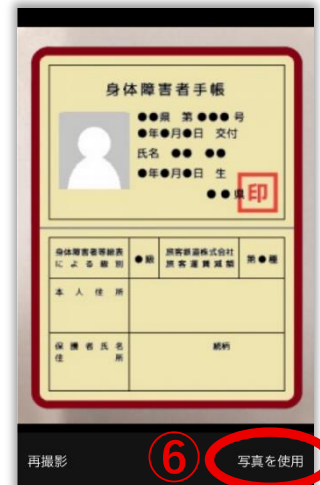 身体障害者手帳
●●県 第●●●号
●年●月●日 交付
氏名 ●● ●●
●年●月●日 生
●●県 印
身体障害者等級表による級別 ●級 旅客鉄道株式会社旅客運賃減額 第●種
本人住所
保護者氏名 続柄
住所
再撮影 ⑥ 写真を使用